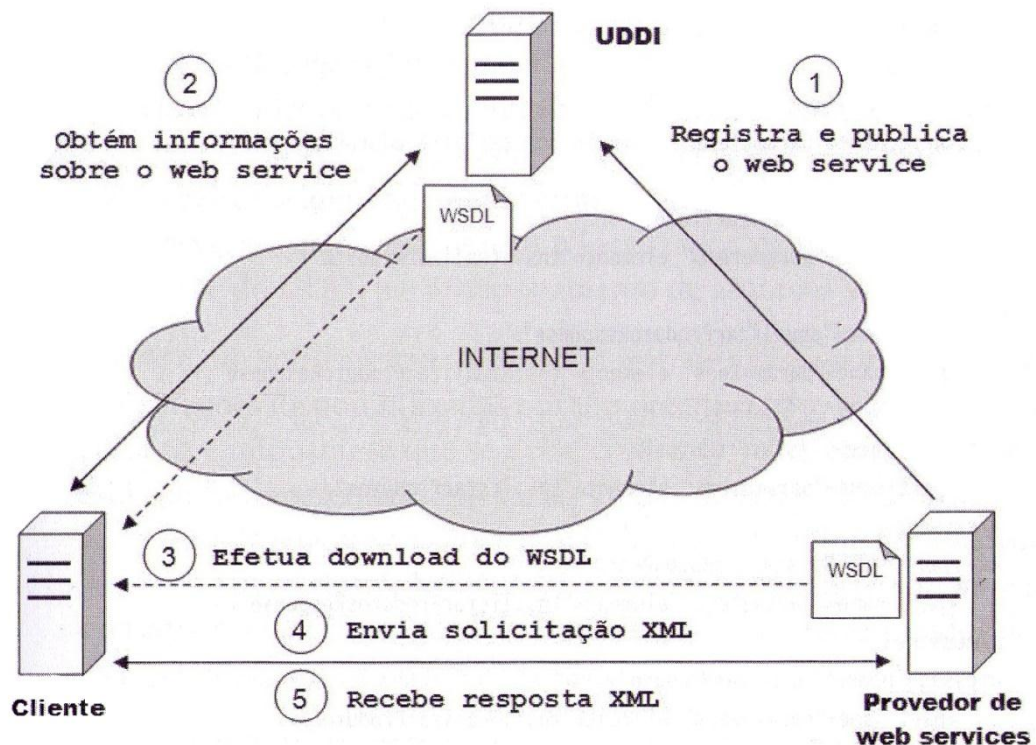 UDDI
2
Obtém informações
sobre o web service
1
Registra e publica
o web service
WSDL
INTERNET
3 Efetua download do WSDL
WSDL
4 Envia solicitação XML
5 Recebe resposta XML
Cliente
Provedor de
web services